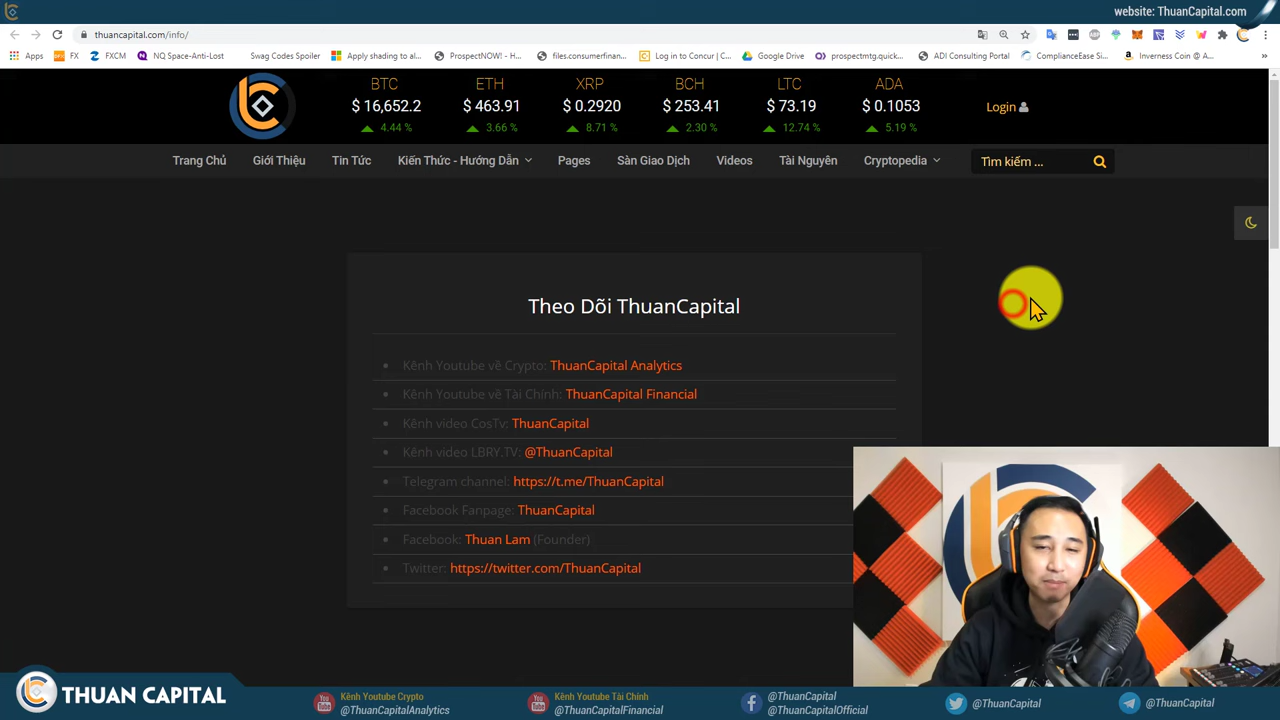 website: ThuanCapital.com
thuancapital.com/info/
Apps FX FXCM NQ Space-Anti-Lost Swag Codes Spoiler Apply shading to al... ProspectNOW! - H... files.consumerfinan... Log in to Concur | C... Google Drive prospectmtg.quick... ADI Consulting Portal ComplianceEase Si... Inverness Coin @ A...
BTC ETH XRP BCH LTC ADA
$ 16,652.2 $ 463.91 $ 0.2920 $ 253.41 $ 73.19 $ 0.1053
4.44 % 3.66 % 8.71 % 2.30 % 12.74 % 5.19 %
Login
Trang Chủ Giới Thiệu Tin Tức Kiến Thức - Hướng Dẫn Pages Sàn Giao Dịch Videos Tài Nguyên Cryptopedia Tìm kiếm ...
Theo Dõi ThuanCapital
Kênh Youtube về Crypto: ThuanCapital Analytics
Kênh Youtube về Tài Chính: ThuanCapital Financial
Kênh video CosTv: ThuanCapital
Kênh video LBRY.TV: @ThuanCapital
Telegram channel: https://t.me/ThuanCapital
Facebook Fanpage: ThuanCapital
Facebook: Thuan Lam (Founder)
Twitter: https://twitter.com/ThuanCapital
THUAN CAPITAL
Kênh Youtube Crypto
@ThuanCapitalAnalytics
Kênh Youtube Tài Chính
@ThuanCapitalFinancial
@ThuanCapital
@ThuanCapitalOfficial
@ThuanCapital
@ThuanCapital